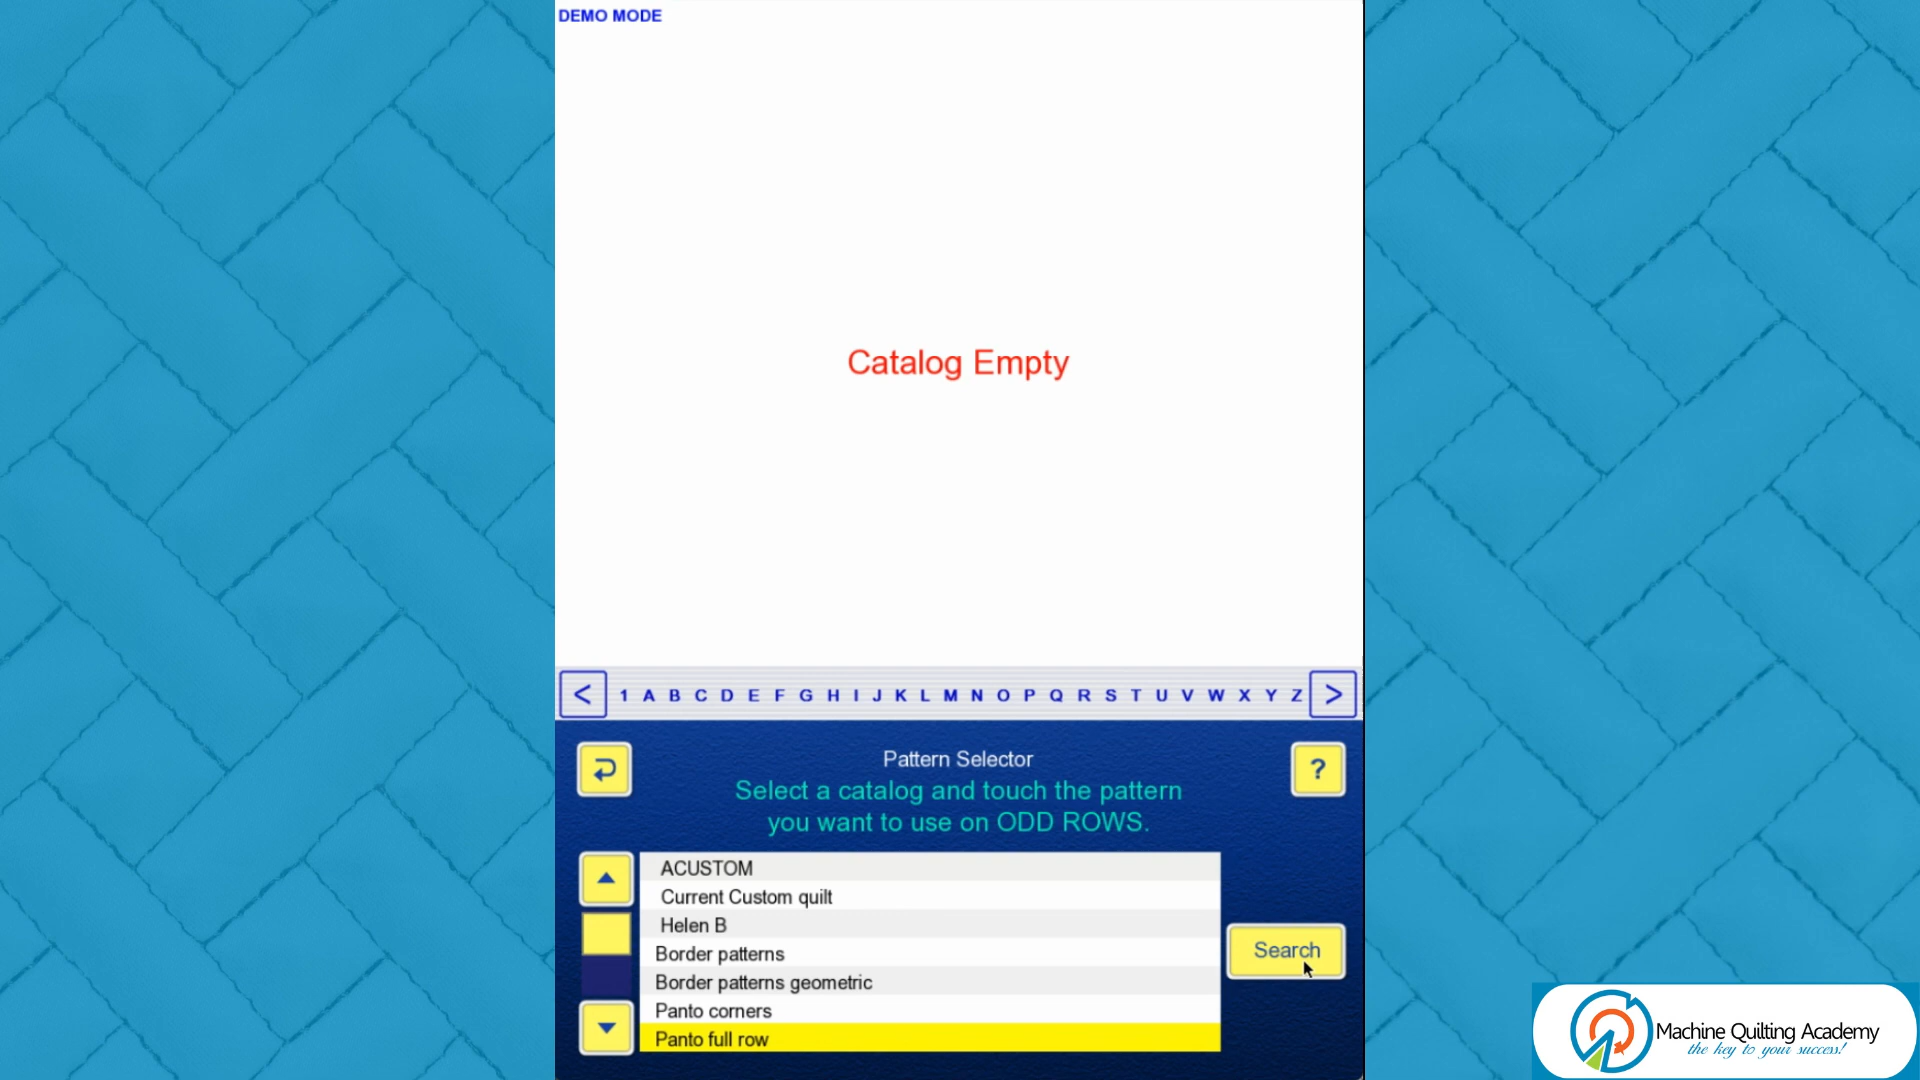 DEMO MODE
Catalog Empty
< 1 A B C D E F G H I J K L M N O P Q R S T U V W X Y Z >
Pattern Selector
?
Select a catalog and touch the pattern
you want to use on ODD ROWS.
ACUSTOM
Current Custom quilt
Helen B
Border patterns
Border patterns geometric
Panto corners
Panto full row
Search
Machine Quilting Academy
the key to your success!